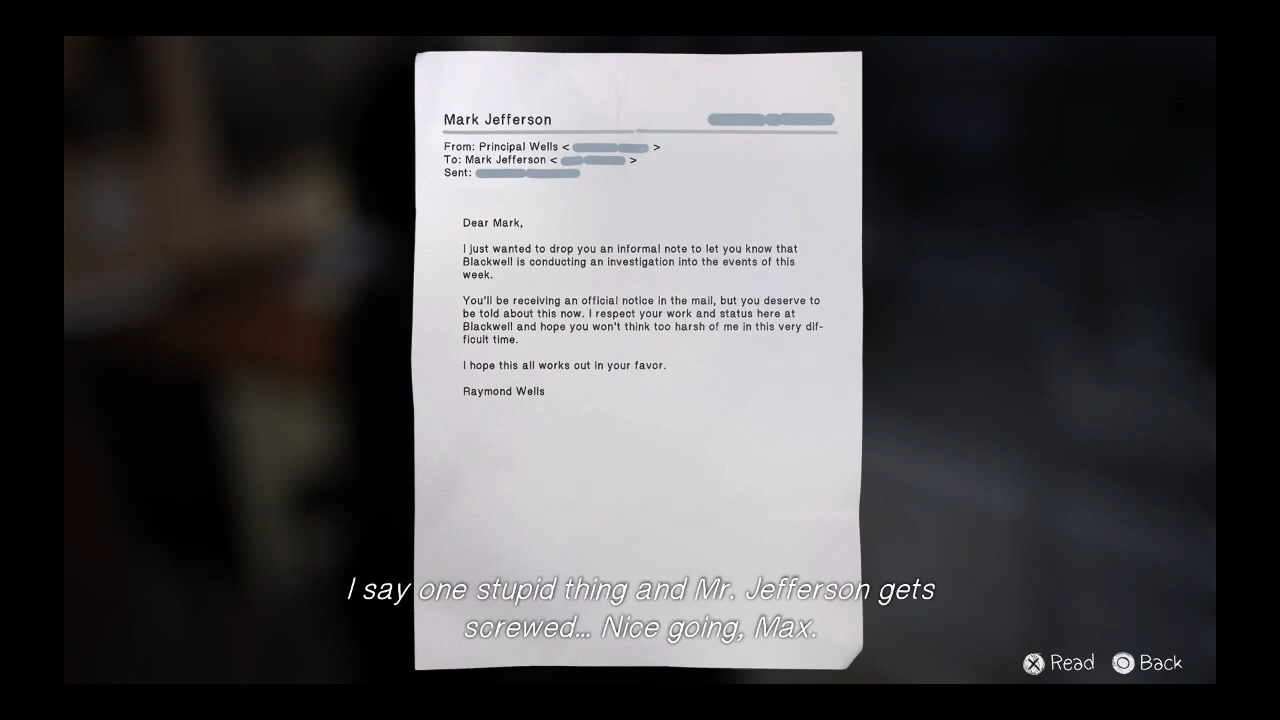 Mark Jefferson
From: Principal Wells < >
To: Mark Jefferson < >
Sent:
Dear Mark,
I just wanted to drop you an informal note to let you know that
Blackwell is conducting an investigation into the events of this
week.
You'll be receiving an official notice in the mail, but you deserve to
be told about this now. I respect your work and status here at
Blackwell and hope you won't think too harsh of me in this very dif-
ficult time.
I hope this all works out in your favor.
Raymond Wells
I say one stupid thing and Mr. Jefferson gets
screwed... Nice going, Max.
Read Back